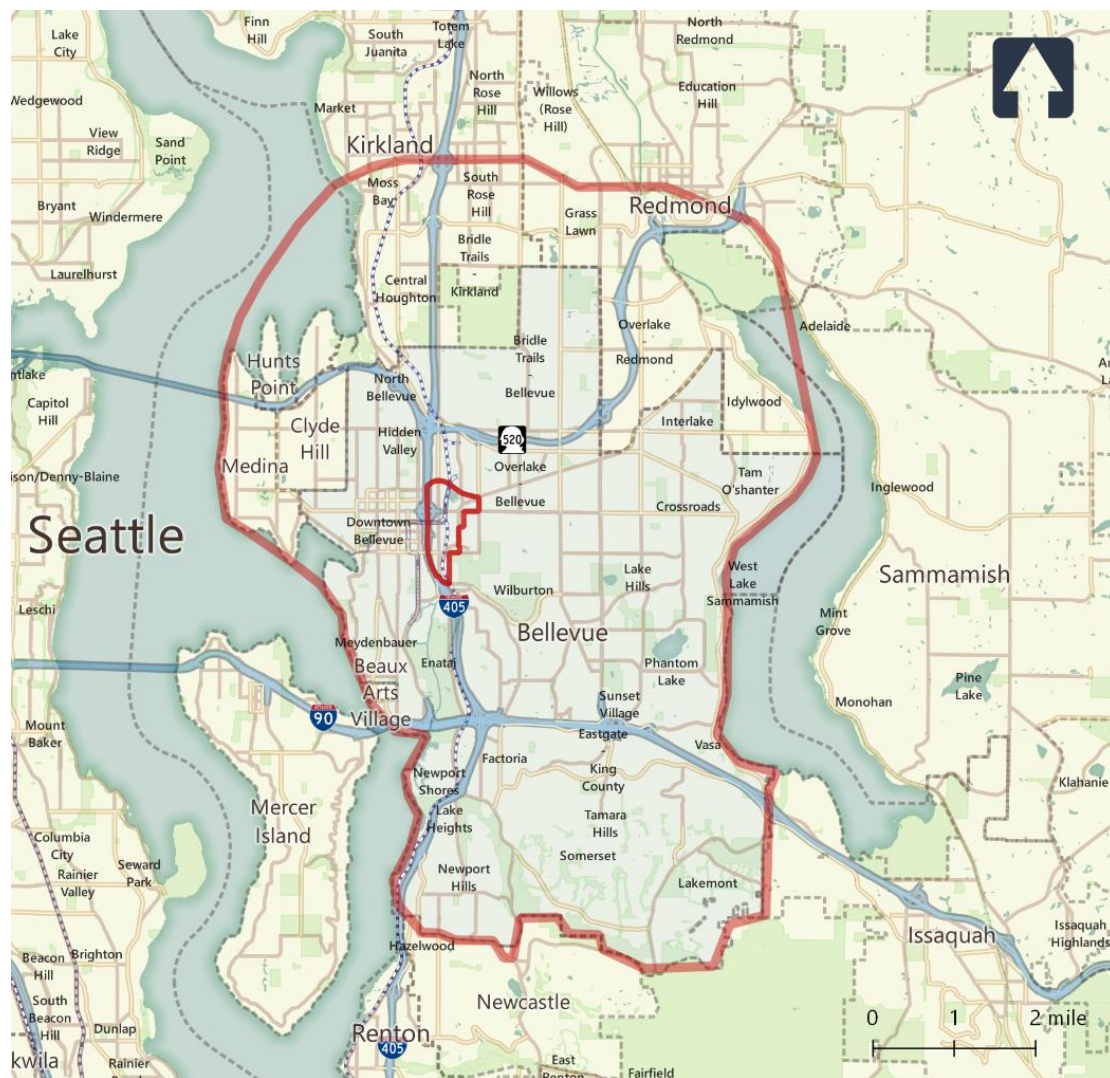 Finn
Hill
Lake
City
South
Juanita
Totem
Lake
North
Redmond
Wedgewood
View
Ridge
Sand
Point
Market
North
Rose
Hill
Willows
(Rose
Hill)
Education
Hill
Kirkland
Bryant
Windermere
Moss
Bay
South
Rose
Hill
Grass
Lawn
Redmond
Laurelhurst
Bridle
Trails
-
Kirkland
Central
Houghton
Overlake
-
Redmond
Adelaide
ntlake
Hunts
Point
Bridle
Trails
-
Bellevue
North
Bellevue
Capitol
Hill
Clyde
Hill
Hidden
Valley
520
Interlake
Idylwood
ison/Denny-Blaine
Medina
Overlake
-
Bellevue
Tam
O'shanter
Inglewood
Seattle
Downtown
Bellevue
Crossroads
Leschi
405
Wilburton
Lake
Hills
West
Lake
Sammamish
Sammamish
Mint
Grove
Bellevue
Meydenbauer
Beaux
Arts
Village
Enatai
Phantom
Lake
Pine
Lake
Monohan
90
Mount
Baker
Sunset
Village
Eastgate
Vasa
Factoria
Newport
Shores
King
County
Klahanie
Mercer
Island
Lake
Heights
Tamara
Hills
Columbia
City
Rainier
Valley
Seward
Park
Somerset
Newport
Hills
Lakemont
Hazelwood
Issaquah
Issaquah
Highlands
Beacon
Hill
Brighton
South
Beacon
Hill
Newcastle
Dunlap
Renton
405
0 1 2 mile
kwila
Rainier
East
Fairfield